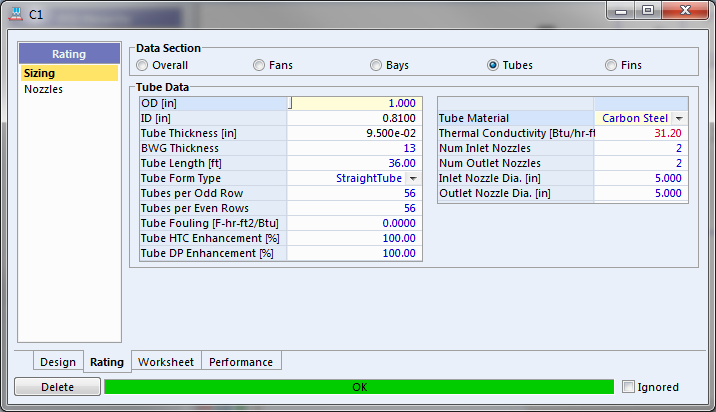 C1
Rating
Sizing
Nozzles
Data Section
Overall Fans Bays Tubes Fins
Tube Data
OD [in] 1.000
ID [in] 0.8100
Tube Thickness [in] 9.500e-02
BWG Thickness 13
Tube Length [ft] 36.00
Tube Form Type StraightTube
Tubes per Odd Row 56
Tubes per Even Rows 56
Tube Fouling [F-hr-ft2/Btu] 0.0000
Tube HTC Enhancement [%] 100.00
Tube DP Enhancement [%] 100.00
Tube Material Carbon Steel
Thermal Conductivity [Btu/hr-ft 31.20
Num Inlet Nozzles 2
Num Outlet Nozzles 2
Inlet Nozzle Dia. [in] 5.000
Outlet Nozzle Dia. [in] 5.000
Design Rating Worksheet Performance
Delete OK Ignored